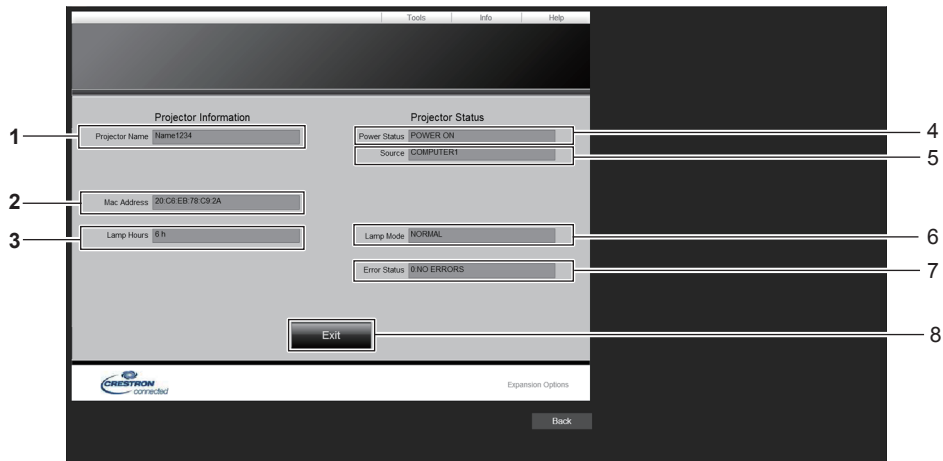 Tools Info Help
Projector Information Projector Status
1 Projector Name Name1234 Power Status POWER ON 4
Source COMPUTER1 5
2 Mac Address 20:C6:EB:78:C9:2A
3 Lamp Hours 6 h Lamp Mode NORMAL 6
Error Status 0:NO ERRORS 7
Exit 8
CRESTRON
connected Expansion Options
Back